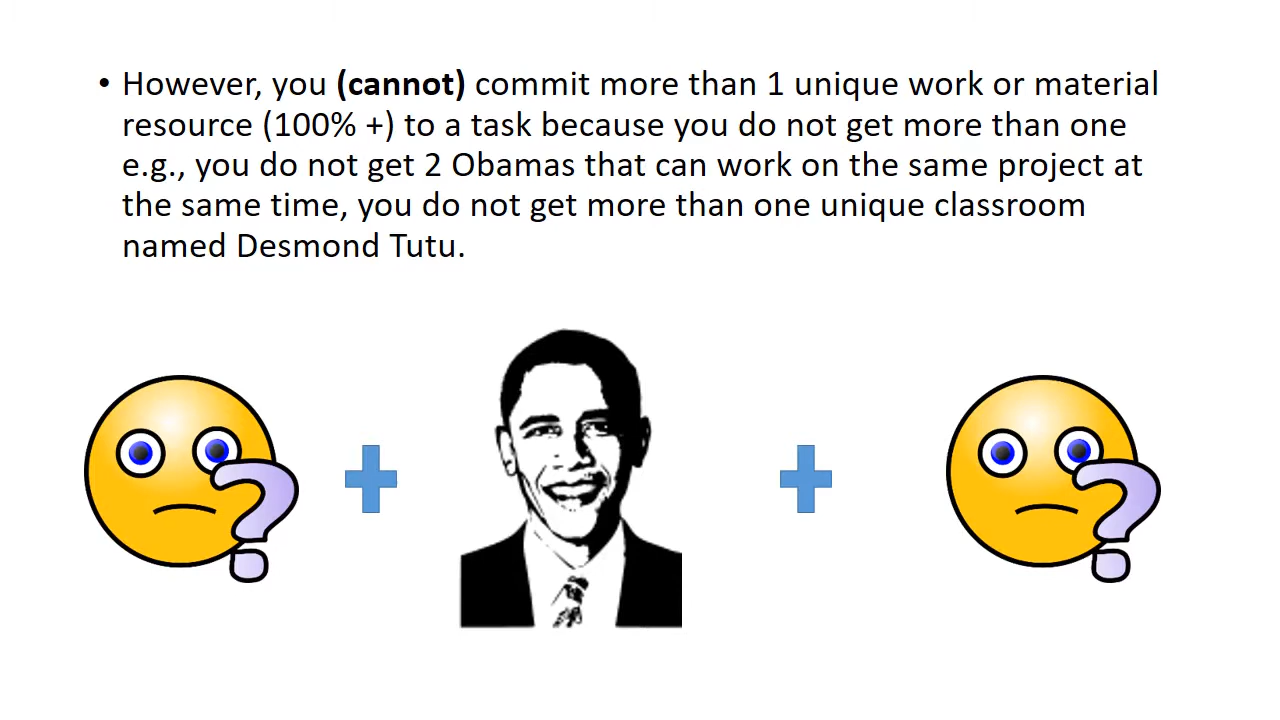 • However, you (cannot) commit more than 1 unique work or material
resource (100% +) to a task because you do not get more than one
e.g., you do not get 2 Obamas that can work on the same project at
the same time, you do not get more than one unique classroom
named Desmond Tutu.